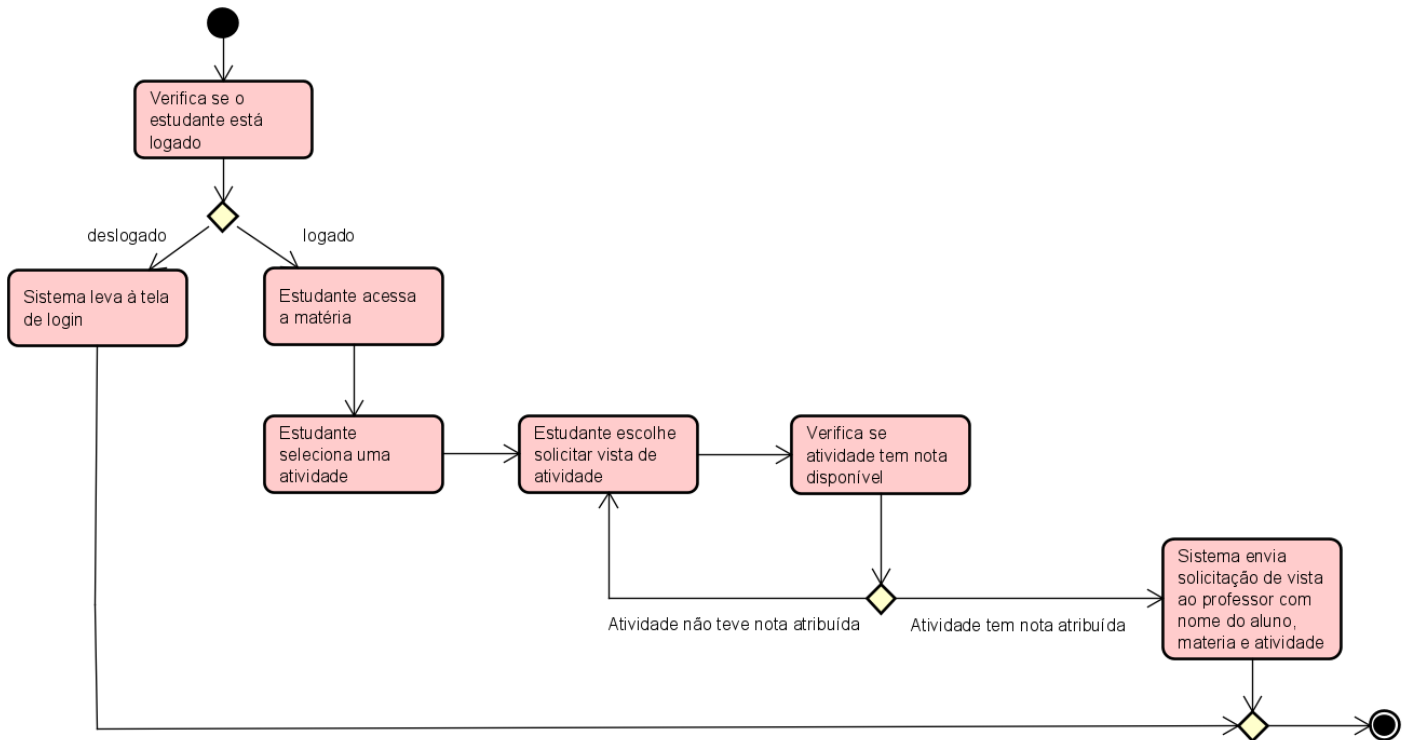 Verifica se o
estudante está
logado
deslogado
logado
Sistema leva à tela
de login
Estudante acessa
a matéria
Estudante
seleciona uma
atividade
Estudante escolhe
solicitar vista de
atividade
Verifica se
atividade tem nota
disponível
Atividade não teve nota atribuída
Atividade tem nota atribuída
Sistema envia
solicitação de vista
ao professor com
nome do aluno,
materia e atividade